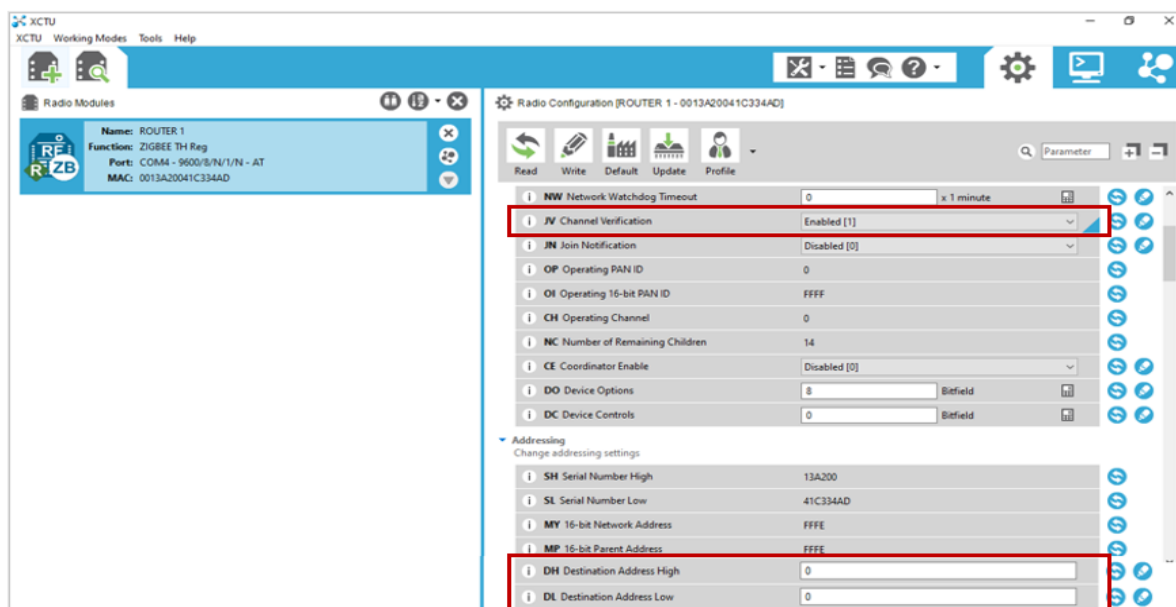 XCTU
XCTU Working Modes Tools Help
Radio Modules
Name: ROUTER 1
Function: ZIGBEE TH Reg
Port: COM4 - 9600/8/N/1/N - AT
MAC: 0013A20041C334AD
RF
R ZB
Radio Configuration [ROUTER 1 - 0013A20041C334AD]
Read Write Default Update Profile
Parameter
i NW Network Watchdog Timeout 0 x 1 minute
i JV Channel Verification Enabled [1]
i JN Join Notification Disabled [0]
i OP Operating PAN ID 0
i OI Operating 16-bit PAN ID FFFF
i CH Operating Channel 0
i NC Number of Remaining Children 14
i CE Coordinator Enable Disabled [0]
i DO Device Options 8 Bitfield
i DC Device Controls 0 Bitfield
Addressing
Change addressing settings
i SH Serial Number High 13A200
i SL Serial Number Low 41C334AD
i MY 16-bit Network Address FFFE
i MP 16-bit Parent Address FFFE
i DH Destination Address High 0
i DL Destination Address Low 0